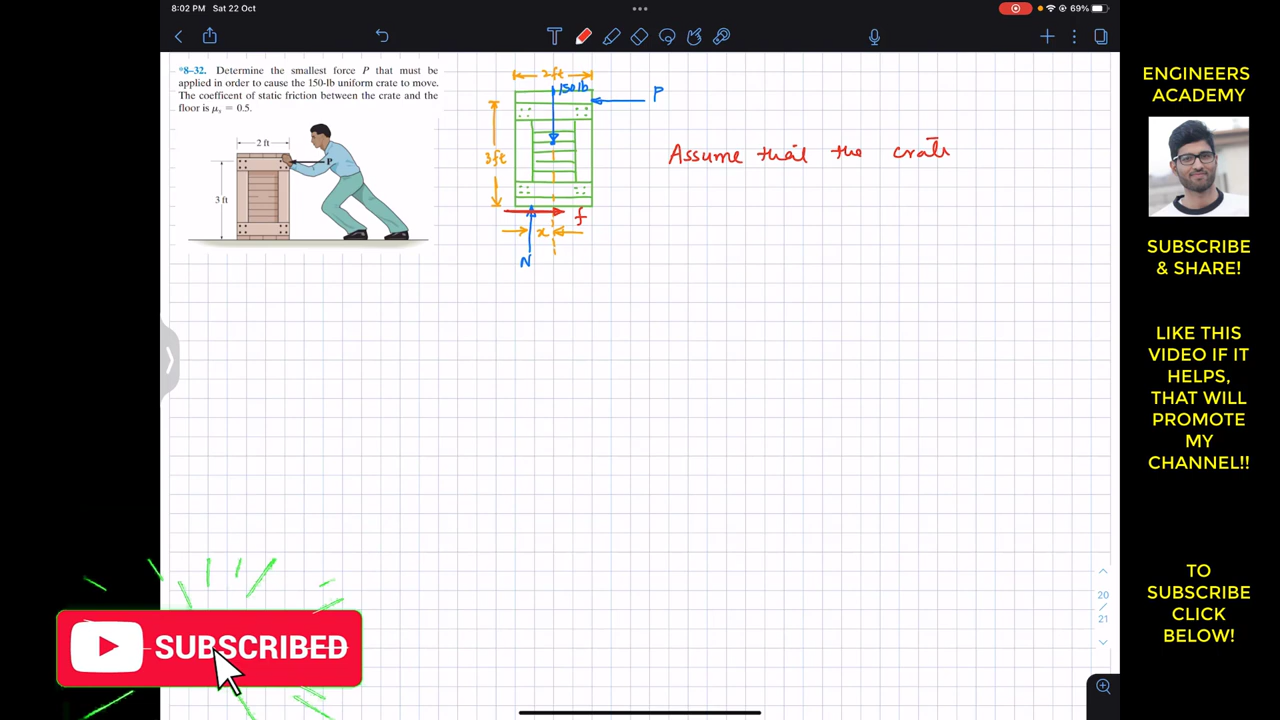 8:02 PM Sat 22 Oct
69%
*8–32. Determine the smallest force P that must be
applied in order to cause the 150-lb uniform crate to move.
The coefficent of static friction between the crate and the
floor is μs = 0.5.
2 ft
P
3 ft
2ft
150 lb
P
3ft
f
x
N
Assume that the crate
20
/
21
ENGINEERS
ACADEMY
SUBSCRIBE
& SHARE!
LIKE THIS
VIDEO IF IT
HELPS,
THAT WILL
PROMOTE
MY
CHANNEL!!
TO
SUBSCRIBE
CLICK
BELOW!
SUBSCRIBED